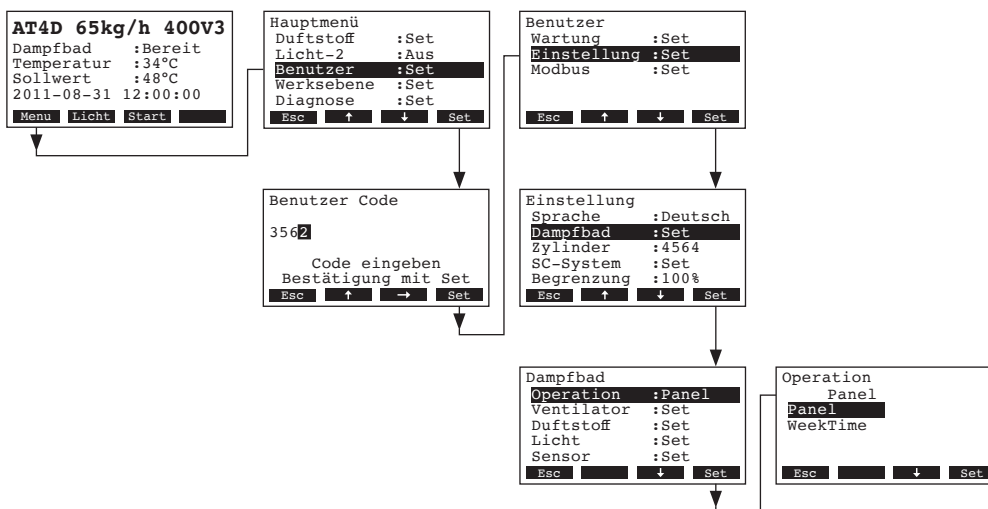 AT4D 65kg/h 400V3
Dampfbad :Bereit
Temperatur :34°C
Sollwert :48°C
2011-08-31 12:00:00
Menu Licht Start
Hauptmenü
Duftstoff :Set
Licht-2 :Aus
Benutzer :Set
Werksebene :Set
Diagnose :Set
Esc ↑ ↓ Set
Benutzer
Wartung :Set
Einstellung :Set
Modbus :Set
Esc ↑ ↓ Set
Benutzer Code
3562
Code eingeben
Bestätigung mit Set
Esc ↑ → Set
Einstellung
Sprache :Deutsch
Dampfbad :Set
Zylinder :4564
SC-System :Set
Begrenzung :100%
Esc ↑ ↓ Set
Dampfbad
Operation :Panel
Ventilator :Set
Duftstoff :Set
Licht :Set
Sensor :Set
Esc ↓ Set
Operation
Panel
Panel
WeekTime
Esc ↓ Set